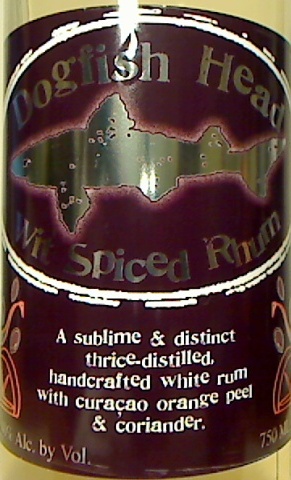 Dogfish Head
Wit Spiced Rhum
A sublime & distinct
thrice-distilled,
handcrafted white rum
with curaçao orange peel
& coriander.
Alc. by Vol.
750